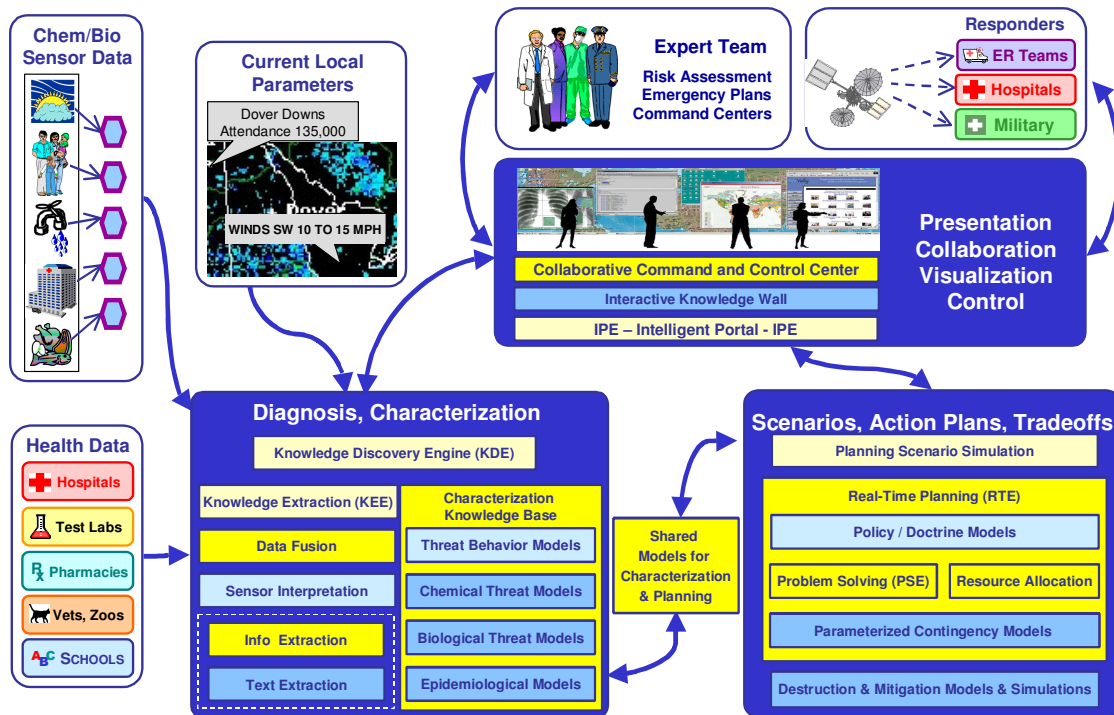 Chem/Bio
Sensor Data
Current Local
Parameters
Dover Downs
Attendance 135,000
Dover
WINDS SW 10 TO 15 MPH
Expert Team
Risk Assessment
Emergency Plans
Command Centers
Responders
ER Teams
Hospitals
Military
Collaborative Command and Control Center
Interactive Knowledge Wall
IPE – Intelligent Portal - IPE
Presentation
Collaboration
Visualization
Control
Health Data
Hospitals
Test Labs
Rx Pharmacies
Vets, Zoos
ABC SCHOOLS
Diagnosis, Characterization
Knowledge Discovery Engine (KDE)
Knowledge Extraction (KEE)
Data Fusion
Sensor Interpretation
Info Extraction
Text Extraction
Characterization
Knowledge Base
Threat Behavior Models
Chemical Threat Models
Biological Threat Models
Epidemiological Models
Shared
Models for
Characterization
& Planning
Scenarios, Action Plans, Tradeoffs
Planning Scenario Simulation
Real-Time Planning (RTE)
Policy / Doctrine Models
Problem Solving (PSE)
Resource Allocation
Parameterized Contingency Models
Destruction & Mitigation Models & Simulations